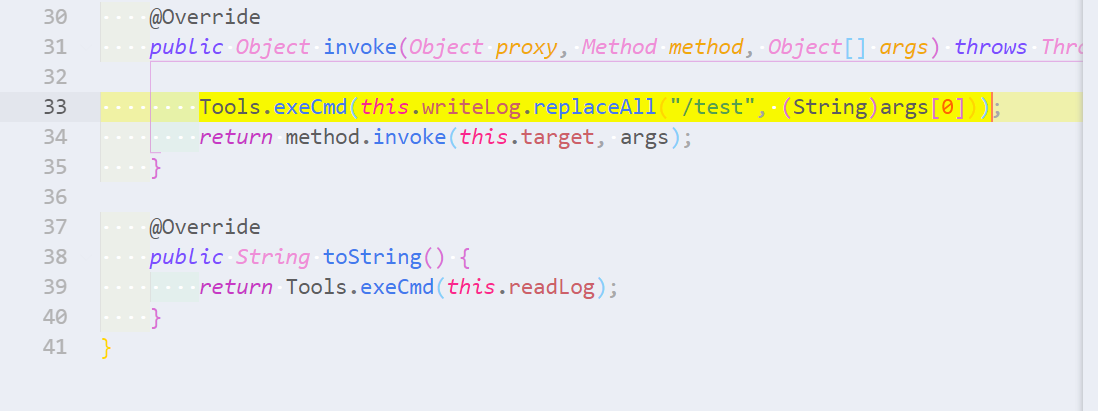 30 @Override
31 public Object invoke(Object proxy, Method method, Object[] args) throws
32
33 Tools.exeCmd(this.writeLog.replaceAll("/test", (String)args[0]));
34 return method.invoke(this.target, args);
35 }
36
37 @Override
38 public String toString() {
39 return Tools.exeCmd(this.readLog);
40 }
41 }